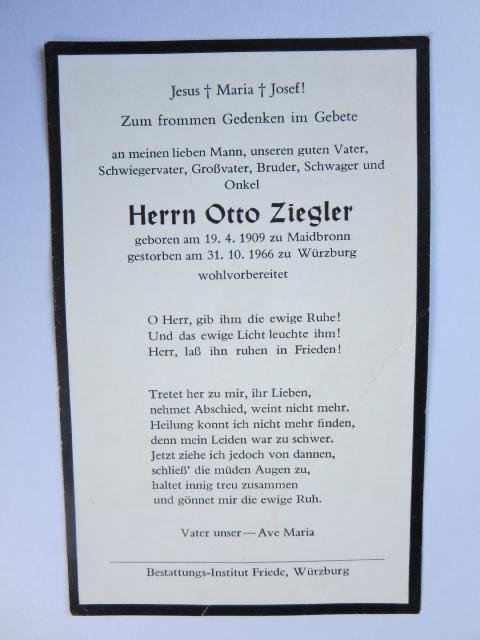 Jesus † Maria † Josef!
Zum frommen Gedenken im Gebete
an meinen lieben Mann, unseren guten Vater,
Schwiegervater, Großvater, Bruder, Schwager und
Onkel
Herrn Otto Ziegler
geboren am 19. 4. 1909 zu Maidbronn
gestorben am 31. 10. 1966 zu Würzburg
wohlvorbereitet
O Herr, gib ihm die ewige Ruhe!
Und das ewige Licht leuchte ihm!
Herr, laß ihn ruhen in Frieden!
Tretet her zu mir, ihr Lieben,
nehmet Abschied, weint nicht mehr.
Heilung konnt ich nicht mehr finden,
denn mein Leiden war zu schwer.
Jetzt ziehe ich jedoch von dannen,
schließ' die müden Augen zu,
haltet innig treu zusammen
und gönnet mir die ewige Ruh.
Vater unser — Ave Maria
Bestattungs-Institut Friede, Würzburg